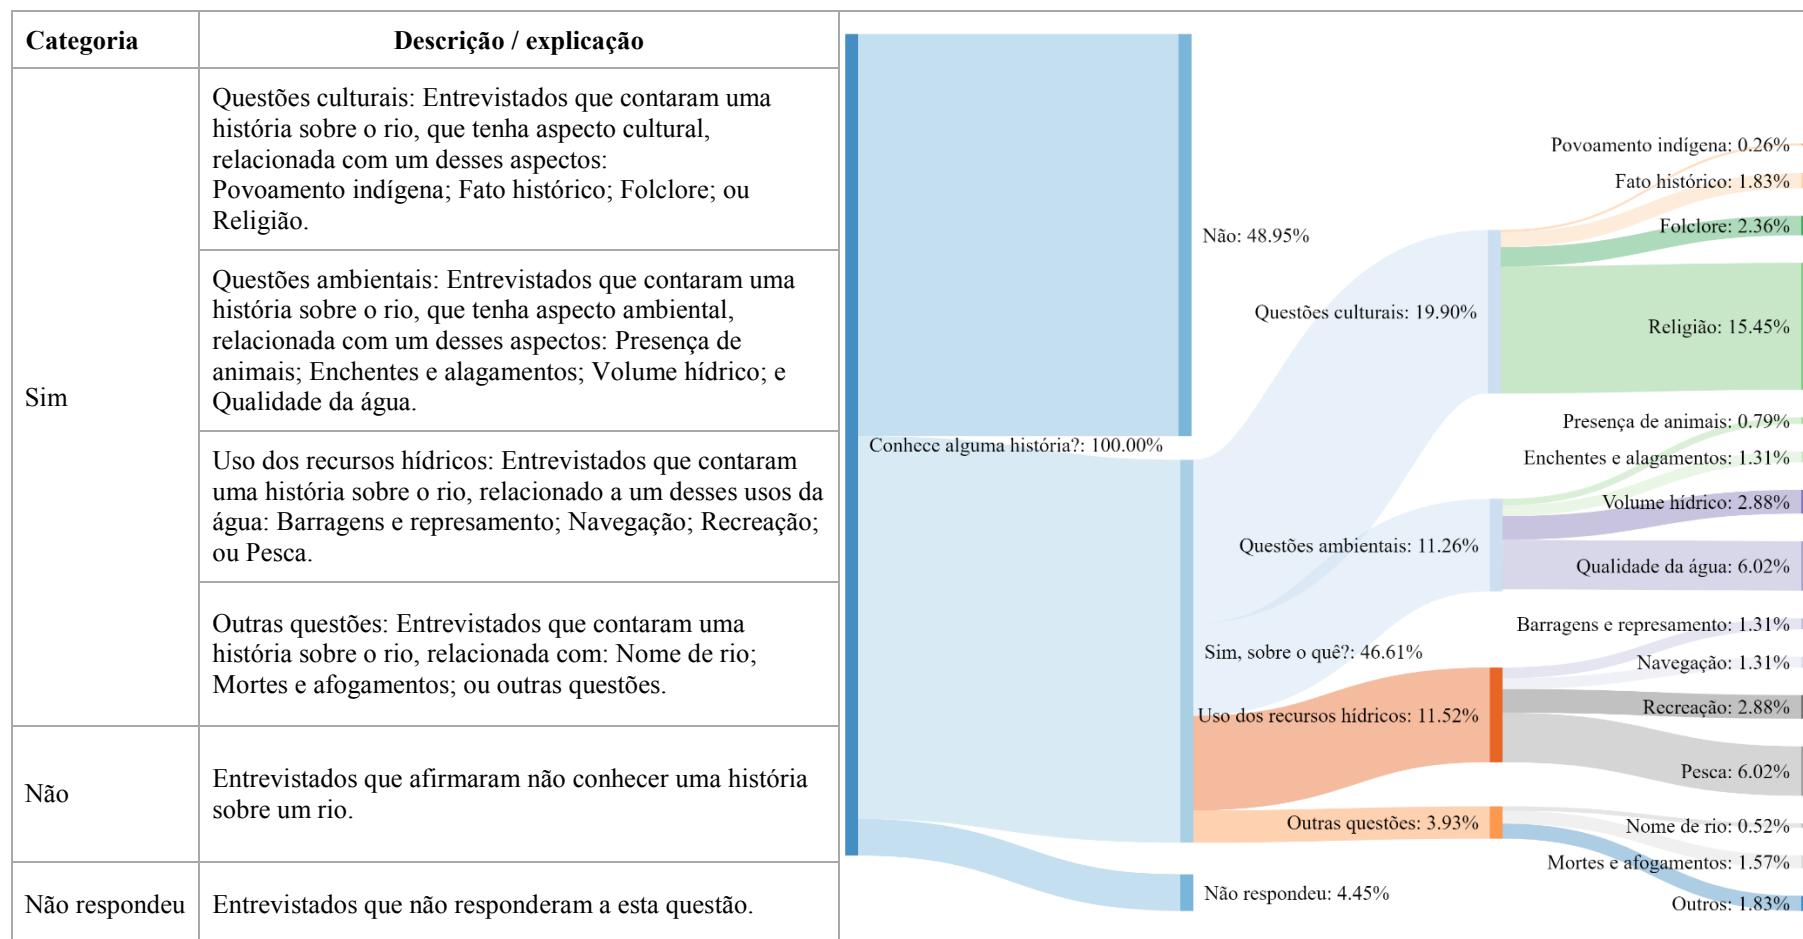 Categoria
Descrição / explicação
Sim
Questões culturais: Entrevistados que contaram uma
história sobre o rio, que tenha aspecto cultural,
relacionada com um desses aspectos:
Povoamento indígena; Fato histórico; Folclore; ou
Religião.
Questões ambientais: Entrevistados que contaram uma
história sobre o rio, que tenha aspecto ambiental,
relacionada com um desses aspectos: Presença de
animais; Enchentes e alagamentos; Volume hídrico; e
Qualidade da água.
Uso dos recursos hídricos: Entrevistados que contaram
uma história sobre o rio, relacionado a um desses usos da
água: Barragens e represamento; Navegação; Recreação;
ou Pesca.
Outras questões: Entrevistados que contaram uma
história sobre o rio, relacionada com: Nome de rio;
Mortes e afogamentos; ou outras questões.
Não
Entrevistados que afirmaram não conhecer uma história
sobre um rio.
Não respondeu
Entrevistados que não responderam a esta questão.
Conhece alguma história?: 100.00%
Não: 48.95%
Sim, sobre o quê?: 46.61%
Não respondeu: 4.45%
Questões culturais: 19.90%
Questões ambientais: 11.26%
Uso dos recursos hídricos: 11.52%
Outras questões: 3.93%
Povoamento indígena: 0.26%
Fato histórico: 1.83%
Folclore: 2.36%
Religião: 15.45%
Presença de animais: 0.79%
Enchentes e alagamentos: 1.31%
Volume hídrico: 2.88%
Qualidade da água: 6.02%
Barragens e represamento: 1.31%
Navegação: 1.31%
Recreação: 2.88%
Pesca: 6.02%
Nome de rio: 0.52%
Mortes e afogamentos: 1.57%
Outros: 1.83%